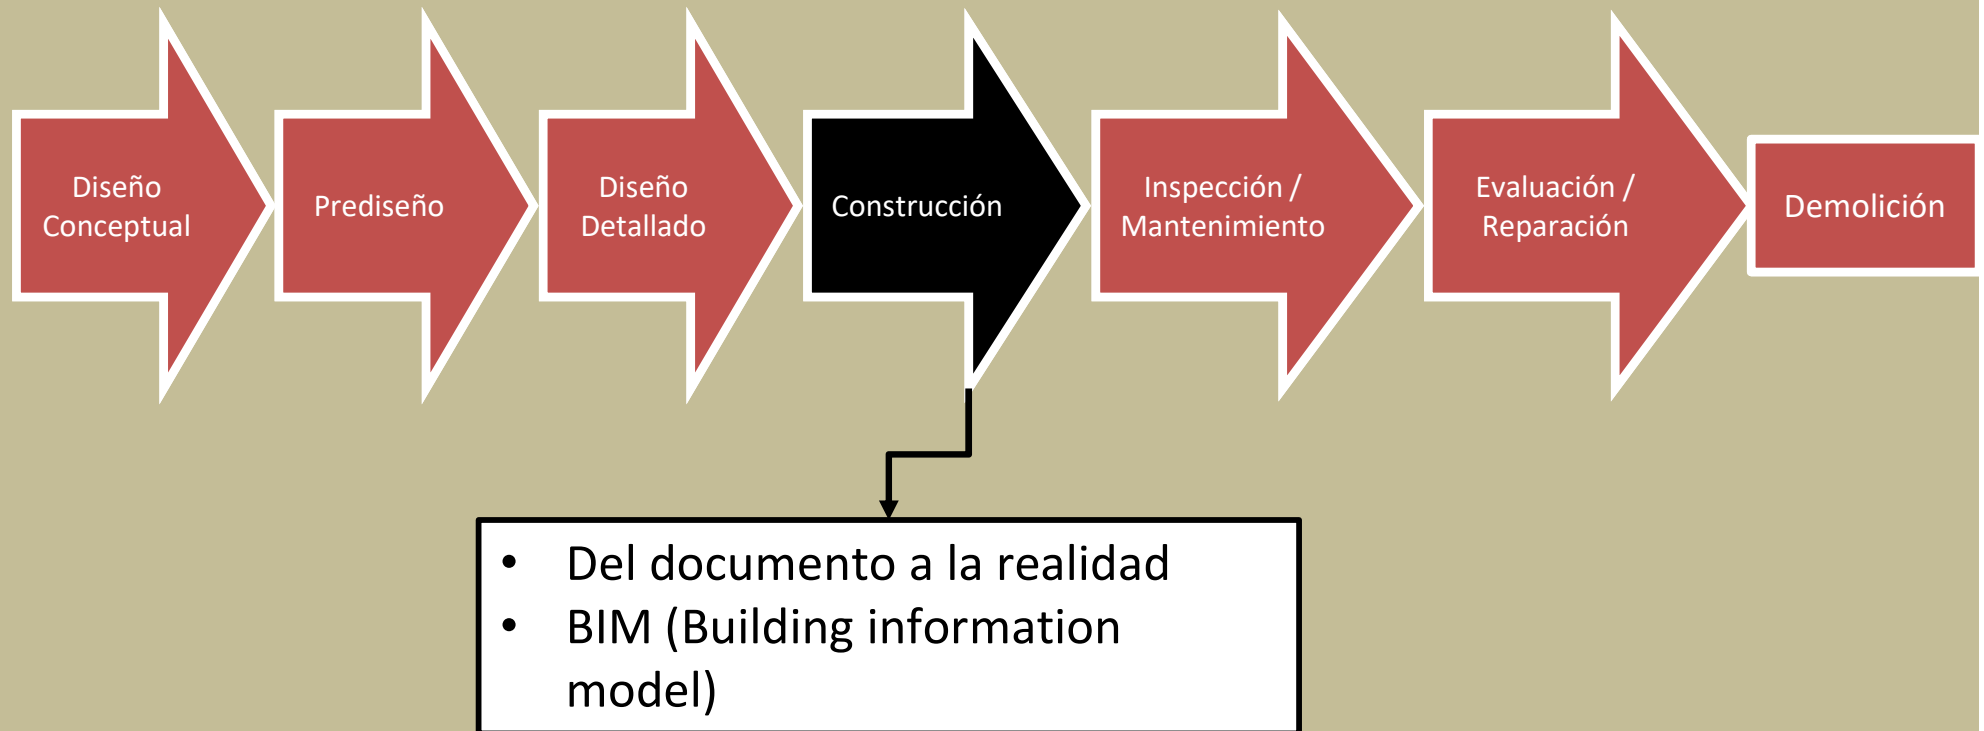 Diseño
Conceptual
Prediseño
Diseño
Detallado
Construcción
Inspección /
Mantenimiento
Evaluación /
Reparación
Demolición
• Del documento a la realidad
• BIM (Building information
model)